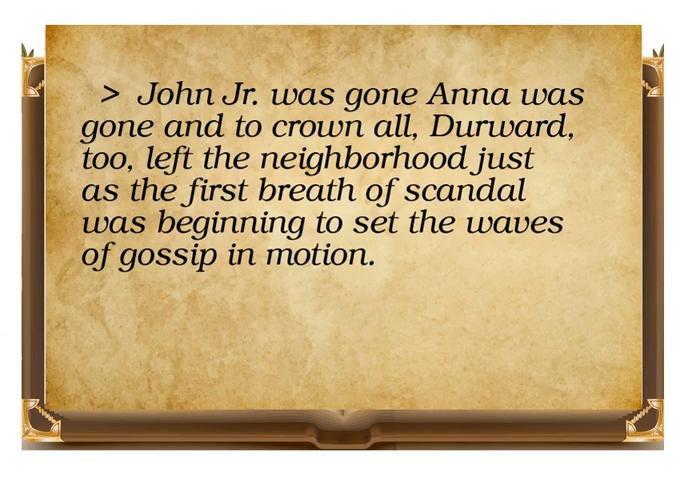 > John Jr. was gone Anna was
gone and to crown all, Durward,
too, left the neighborhood just
as the first breath of scandal
was beginning to set the waves
of gossip in motion.